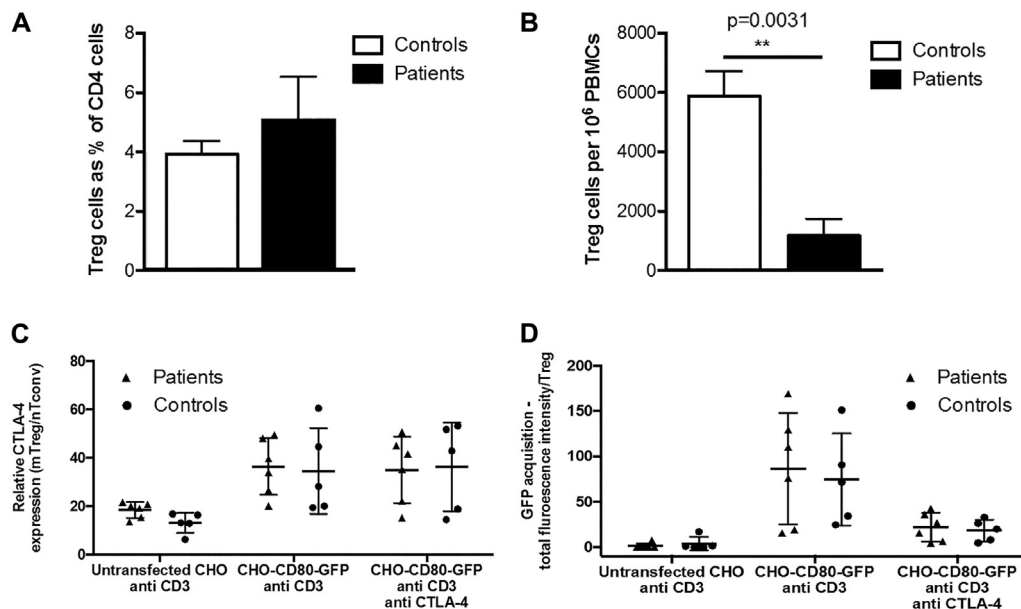 A
Treg cells as % of CD4 cells
8
6
4
2
0
Controls
Patients
B
p=0.0031
**
Treg cells per 10⁶ PBMCs
8000
6000
4000
2000
0
Controls
Patients
C
Relative CTLA-4
expression (mTreg/nTconv)
80
60
40
20
0
Patients
Controls
Untransfected CHO
anti CD3
CHO-CD80-GFP
anti CD3
CHO-CD80-GFP
anti CD3
anti CTLA-4
D
GFP acquisition -
total fluroescence intensity/Treg
200
150
100
50
0
Patients
Controls
Untransfected CHO
anti CD3
CHO-CD80-GFP
anti CD3
CHO-CD80-GFP
anti CD3
anti CTLA-4